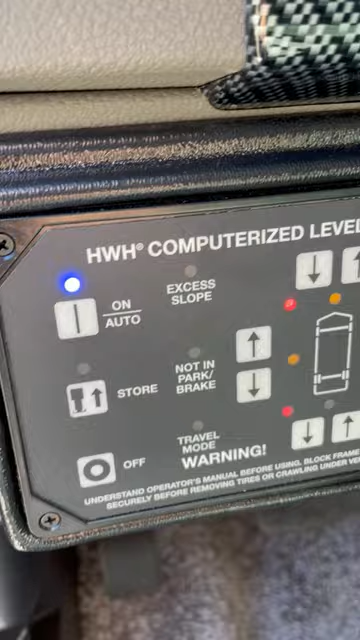 HWH® COMPUTERIZED LEVEL
EXCESS
SLOPE
ON
AUTO
NOT IN
PARK/
BRAKE
STORE
TRAVEL
MODE
OFF
WARNING!
UNDERSTAND OPERATOR'S MANUAL BEFORE USING. BLOCK FRAME
SECURELY BEFORE REMOVING TIRES OR CRAWLING UNDER